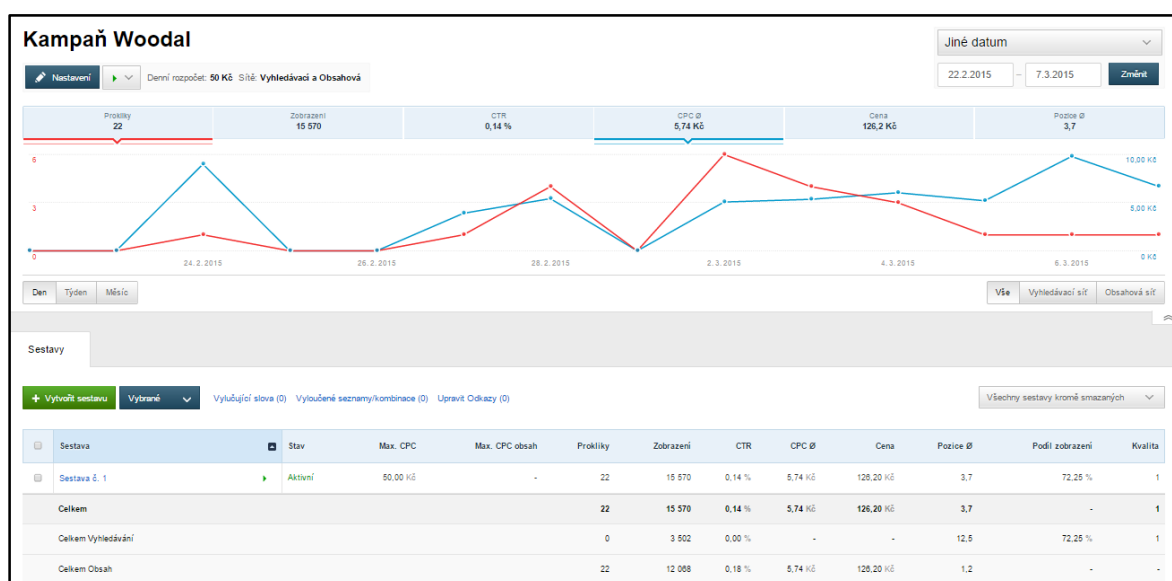 Kampaň Woodal
Jiné datum
Nastavení
Denní rozpočet: 50 Kč Sítě: Vyhledávací a Obsahová
22.2.2015 – 7.3.2015 Změnit
Prokliky Zobrazení CTR CPC Ø Cena Pozice Ø
22 15 570 0,14 % 5,74 Kč 126,2 Kč 3,7
6 10,00 Kč
3 5,00 Kč
0 0 Kč
24. 2. 2015 26. 2. 2015 28. 2. 2015 2. 3. 2015 4. 3. 2015 6. 3. 2015
Den Týden Měsíc Vše Vyhledávací síť Obsahová síť
Sestavy
+ Vytvořit sestavu Vybrané Vylučující slova (0) Vyloučené seznamy/kombinace (0) Upravit Odkazy (0) Všechny sestavy kromě smazaných
Sestava Stav Max. CPC Max. CPC obsah Prokliky Zobrazení CTR CPC Ø Cena Pozice Ø Podíl zobrazení Kvalita
Sestava č. 1 Aktivní 50,00 Kč - 22 15 570 0,14 % 5,74 Kč 126,20 Kč 3,7 72,25 % 1
Celkem 22 15 570 0,14 % 5,74 Kč 126,20 Kč 3,7 - 1
Celkem Vyhledávání 0 3 502 0,00 % - - 12,5 72,25 % 1
Celkem Obsah 22 12 068 0,18 % 5,74 Kč 126,20 Kč 1,2 - -